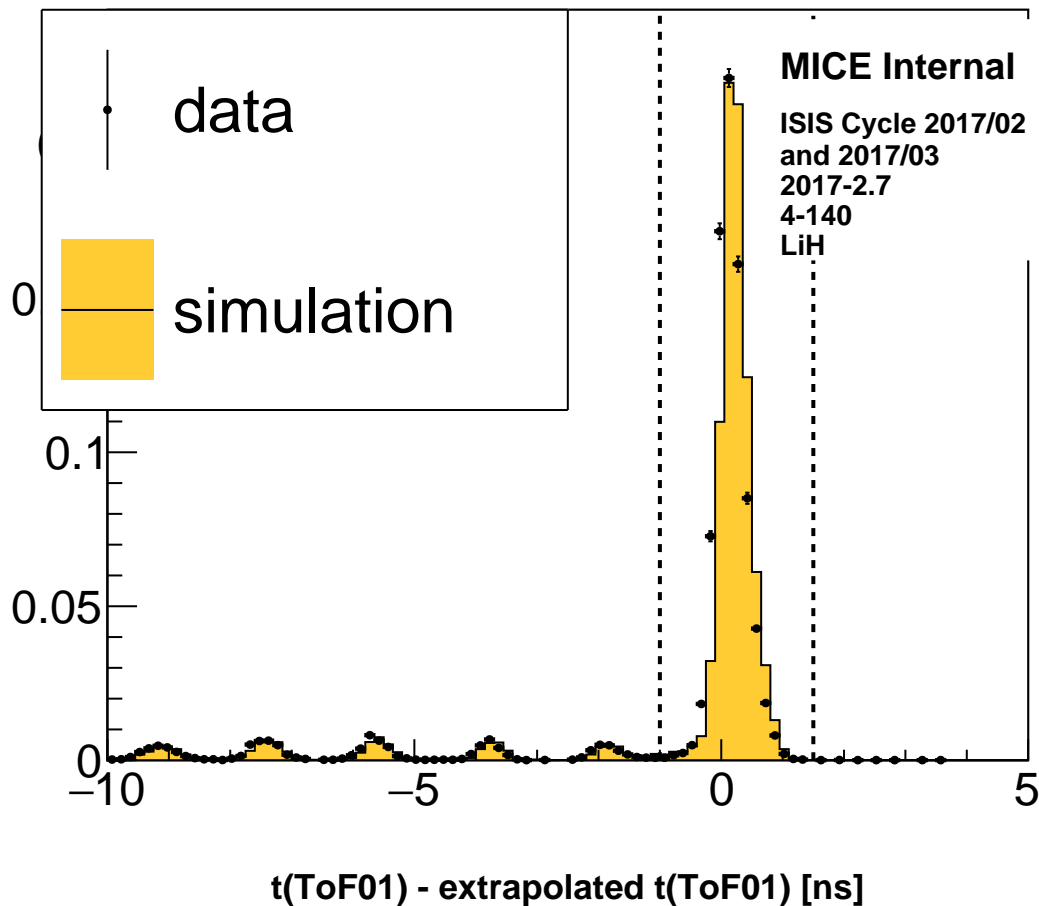 data
simulation
MICE Internal
ISIS Cycle 2017/02
and 2017/03
2017-2.7
4-140
LiH
0.1
0.05
0
−10
−5
0
5
t(ToF01) - extrapolated t(ToF01) [ns]